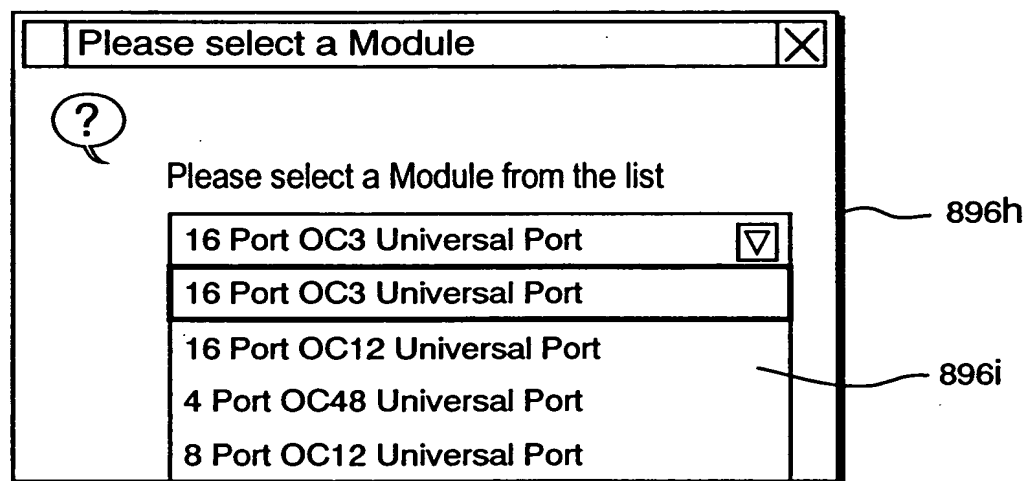 Please select a Module
?
Please select a Module from the list
896h
16 Port OC3 Universal Port
16 Port OC3 Universal Port
16 Port OC12 Universal Port
896i
4 Port OC48 Universal Port
8 Port OC12 Universal Port